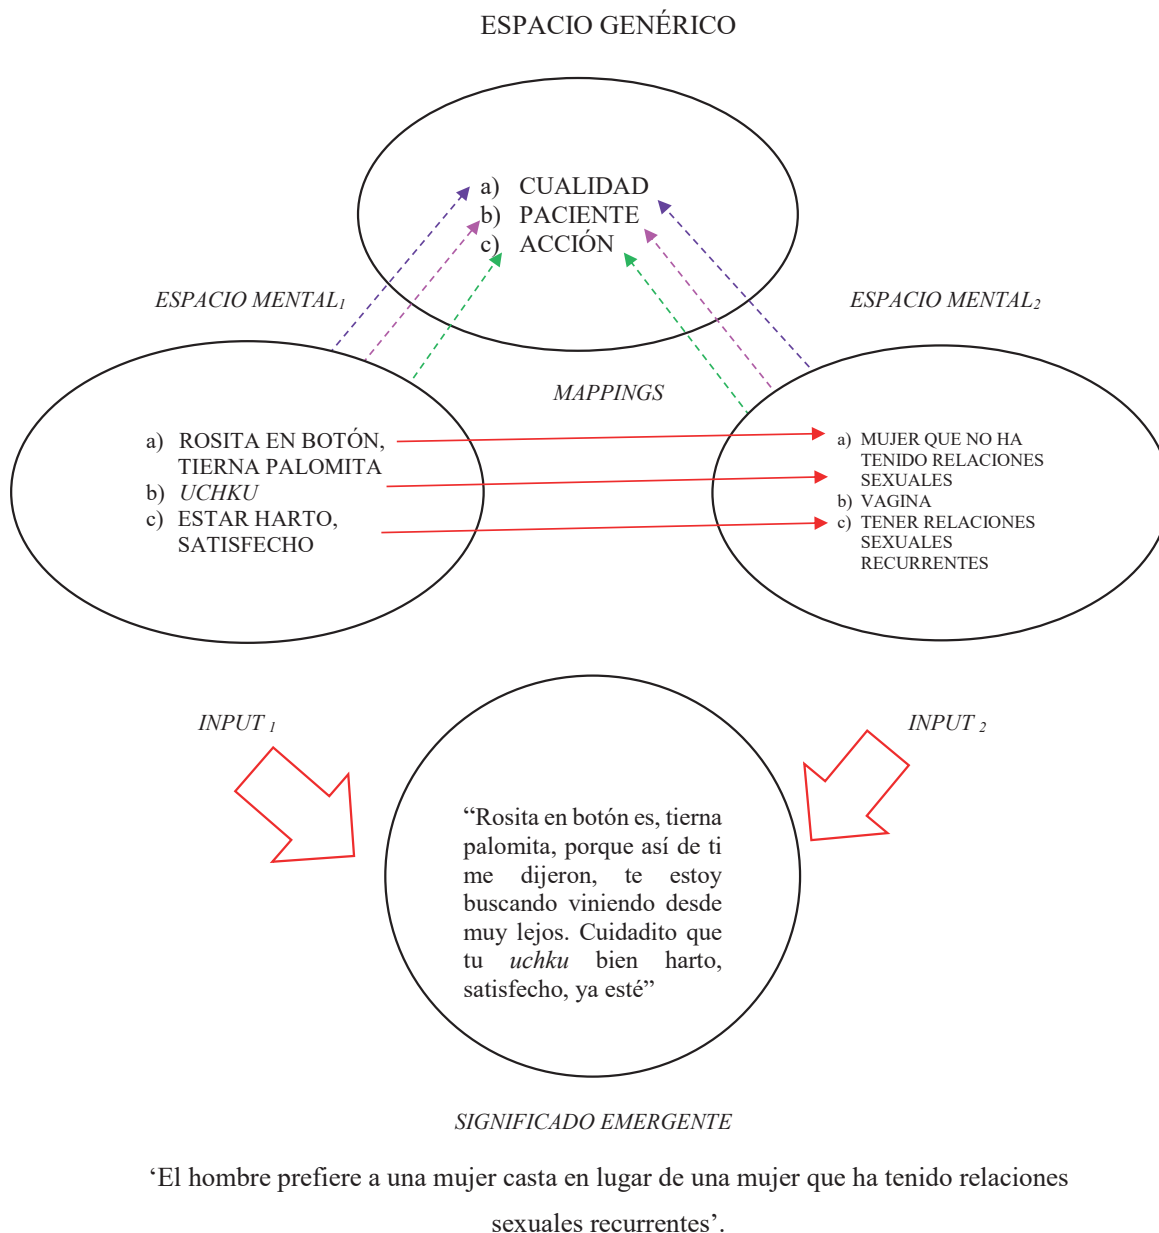 ESPACIO GENÉRICO
a) CUALIDAD
b) PACIENTE
c) ACCIÓN
ESPACIO MENTAL₁
ESPACIO MENTAL₂
MAPPINGS
a) ROSITA EN BOTÓN,
TIERNA PALOMITA
b) UCHKU
c) ESTAR HARTO,
SATISFECHO
a) MUJER QUE NO HA
TENIDO RELACIONES
SEXUALES
b) VAGINA
c) TENER RELACIONES
SEXUALES
RECURRENTES
INPUT ₁
INPUT ₂
“Rosita en botón es, tierna
palomita, porque así de ti
me dijeron, te estoy
buscando viniendo desde
muy lejos. Cuidadito que
tu uchku bien harto,
satisfecho, ya esté”
SIGNIFICADO EMERGENTE
‘El hombre prefiere a una mujer casta en lugar de una mujer que ha tenido relaciones
sexuales recurrentes’.